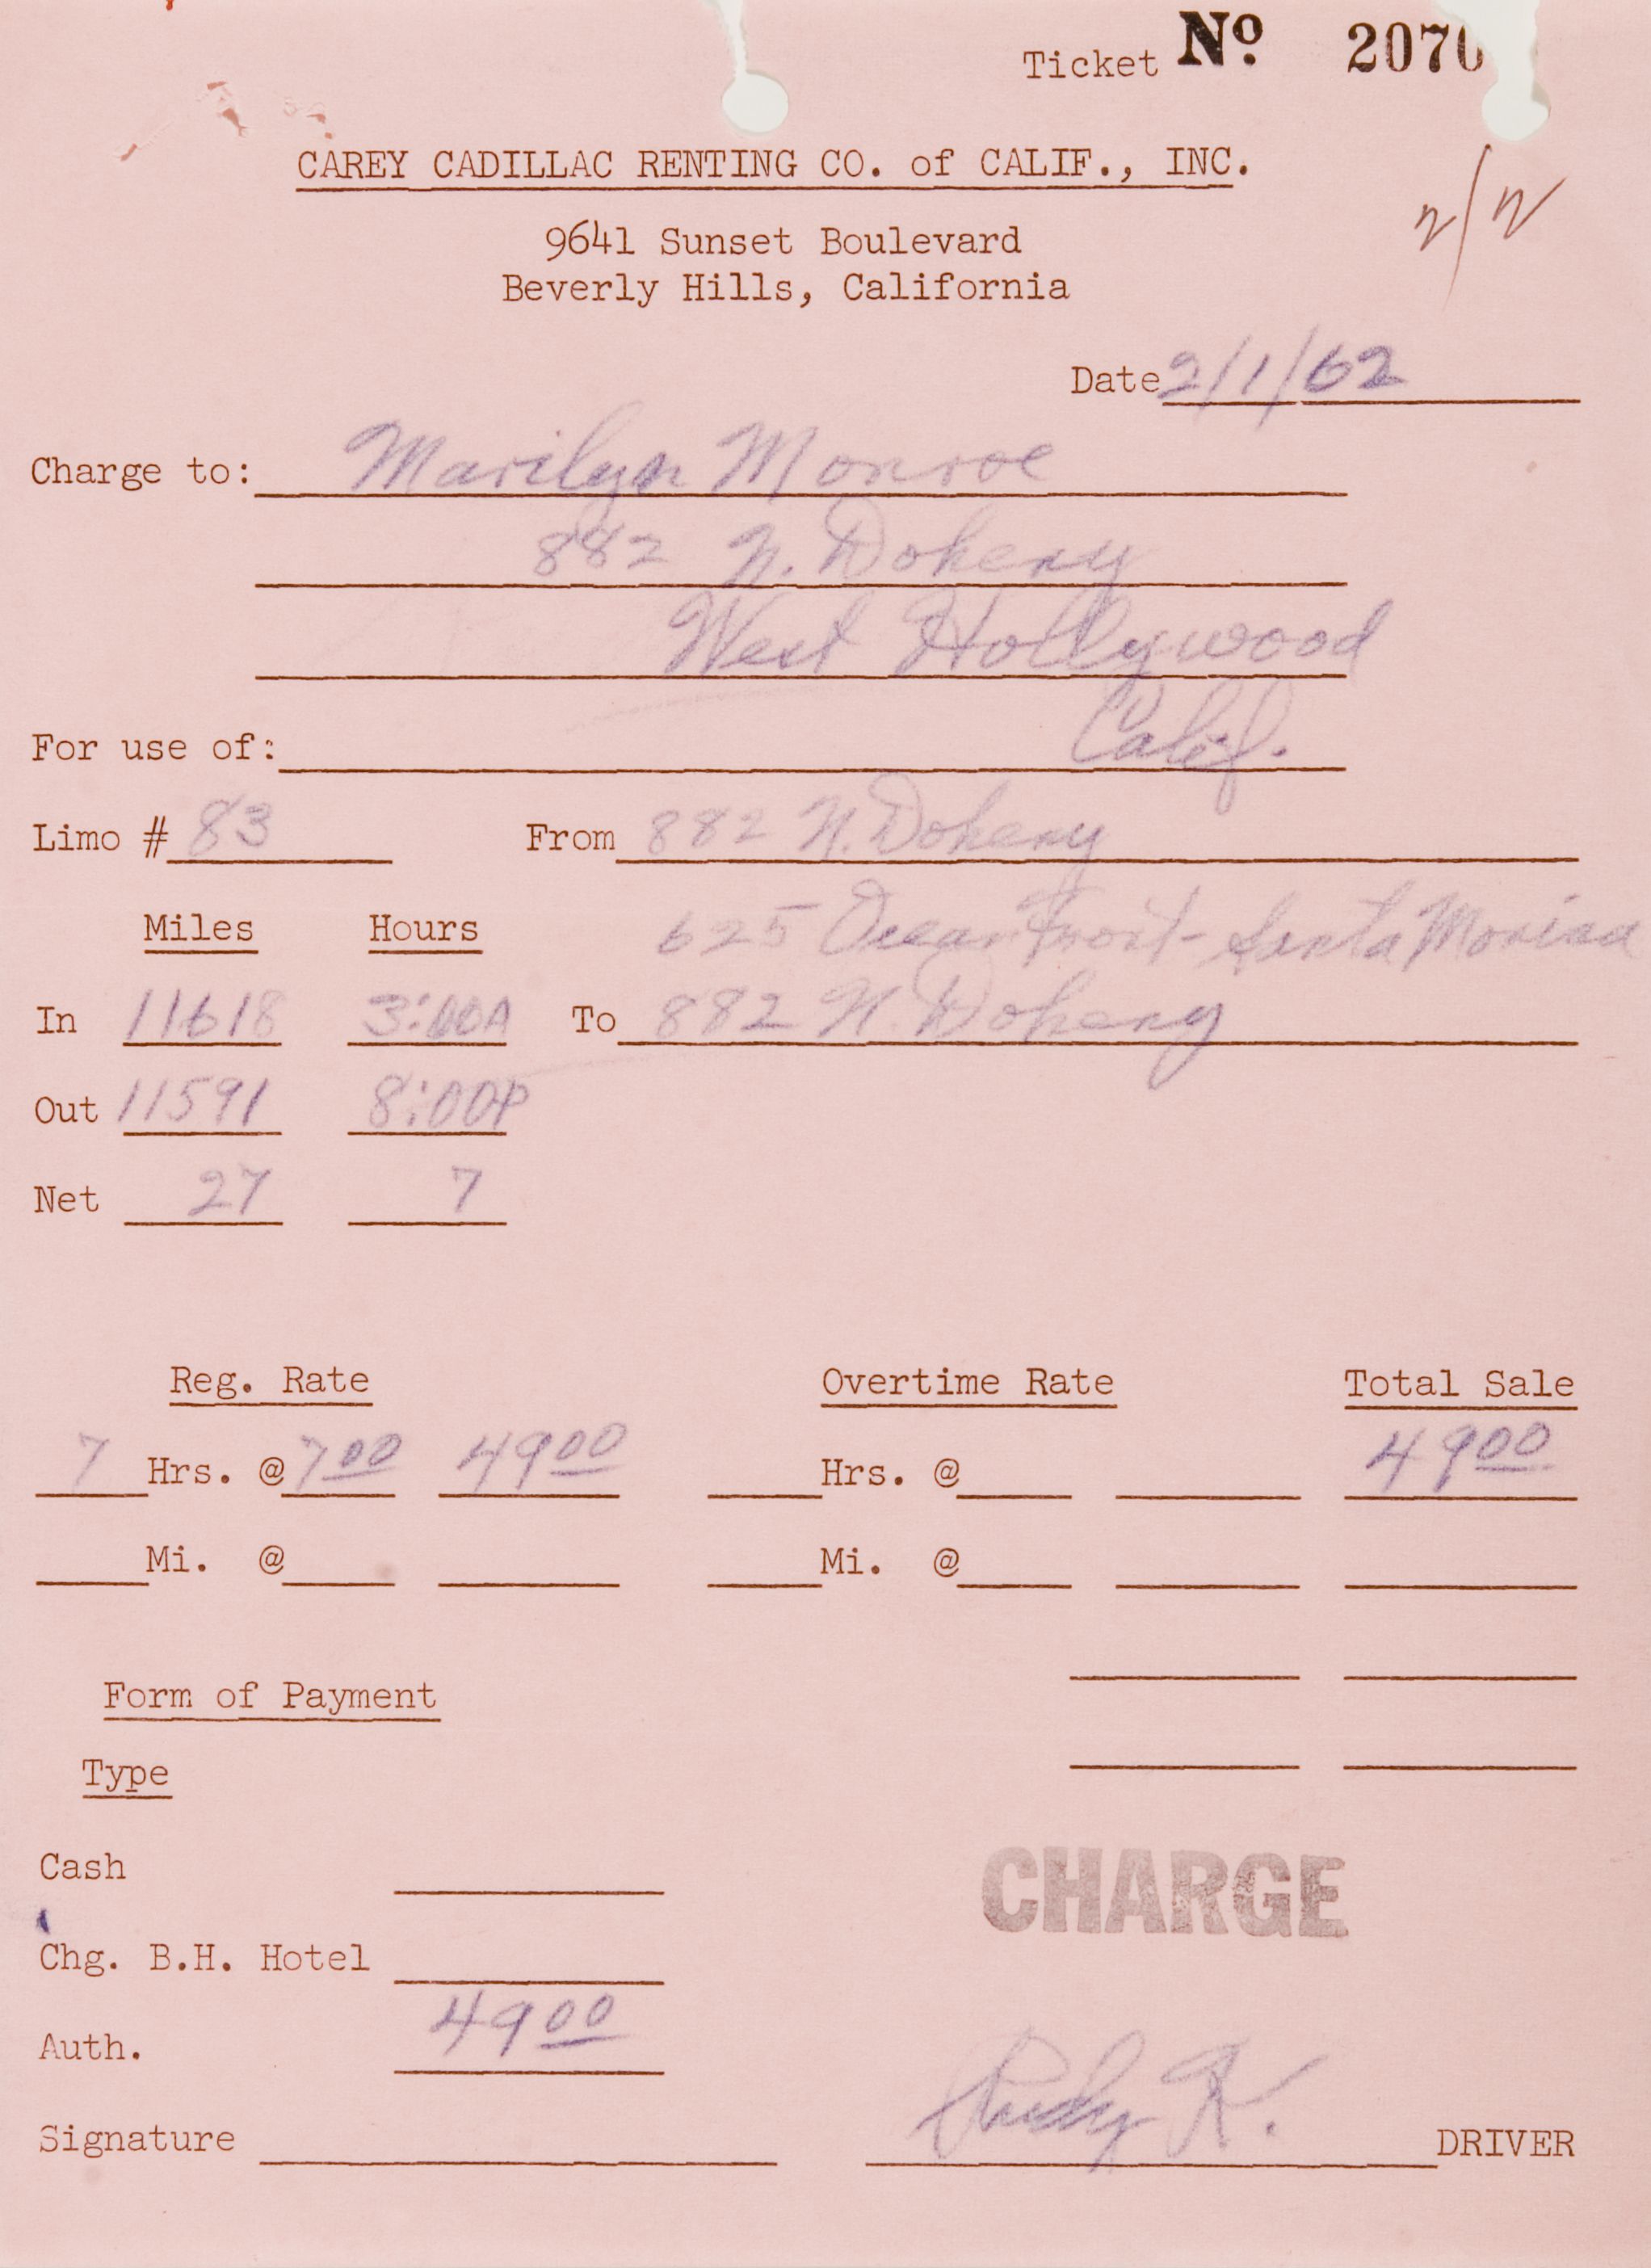 Ticket Nº 2070
CAREY CADILLAC RENTING CO. of CALIF., INC.
9641 Sunset Boulevard
Beverly Hills, California
Date 2/1/62
Charge to: Marilyn Monroe
882 N. Doheny
West Hollywood
Calif.
For use of:
Limo # 83 From 882 N. Doheny
Miles Hours 625 Ocean Front - Santa Monica
In 11618 3:00A To 882 N. Doheny
Out 11591 8:00P
Net 27 7
Reg. Rate Overtime Rate Total Sale
7 Hrs. @ 7 00 49 00 Hrs. @ 49 00
Mi. @ Mi. @
Form of Payment
Type
Cash
CHARGE
Chg. B.H. Hotel
Auth. 49 00
Signature Rudy K. DRIVER